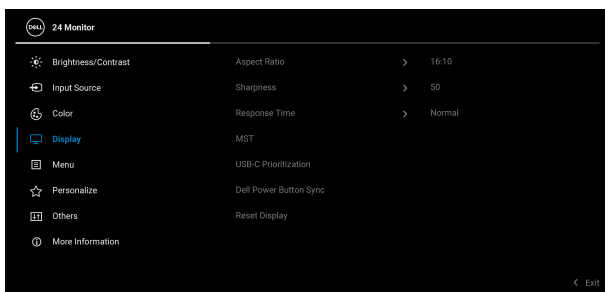 DELL 24 Monitor
Brightness/Contrast Aspect Ratio > 16:10
Input Source Sharpness > 50
Color Response Time > Normal
Display MST
Menu USB-C Prioritization
Personalize Dell Power Button Sync
Others Reset Display
More Information
< Exit